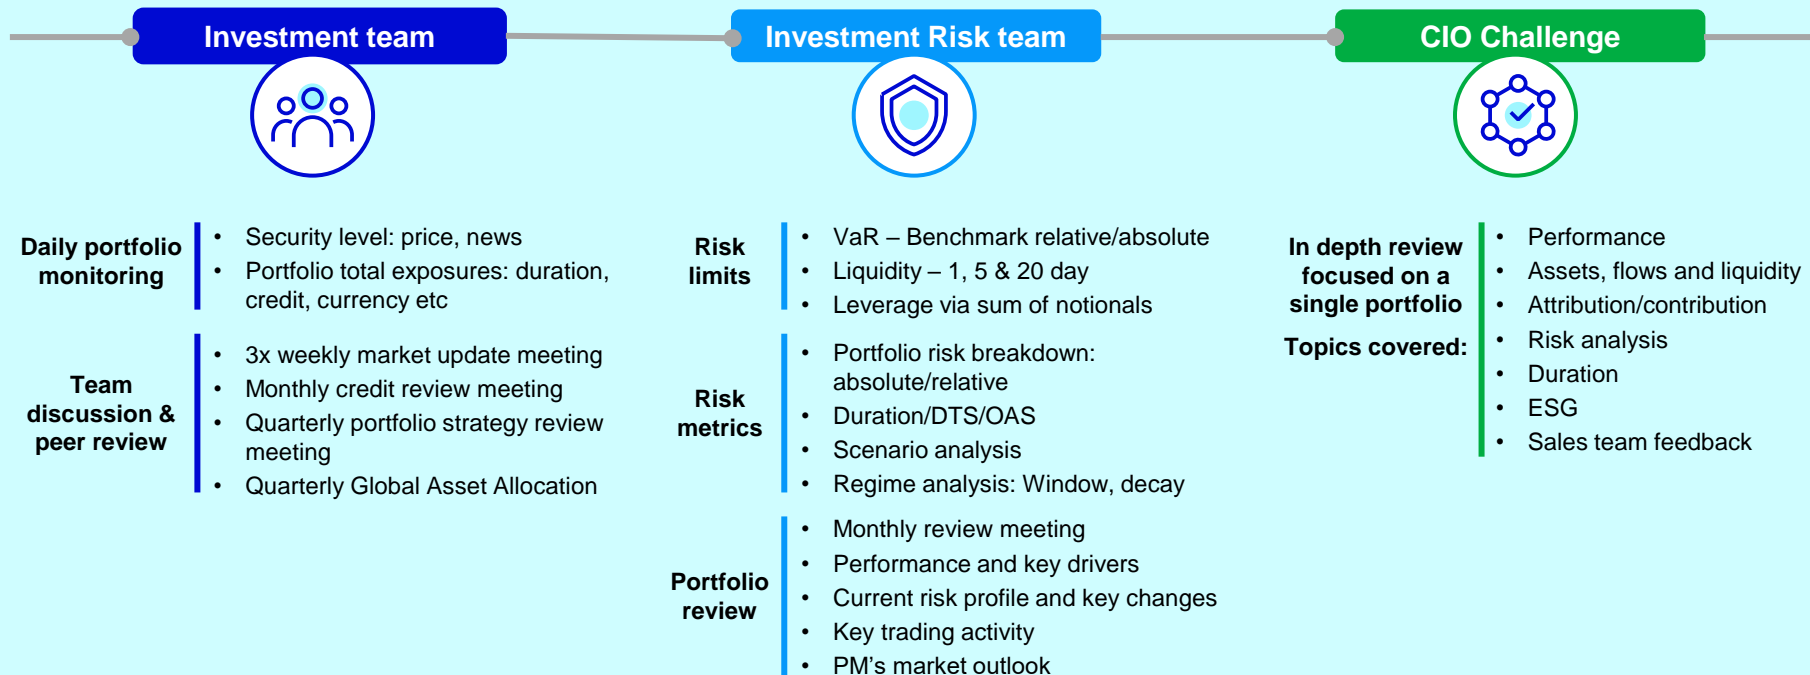 Investment team
Daily portfolio
monitoring
• Security level: price, news
• Portfolio total exposures: duration,
credit, currency etc
Team
discussion &
peer review
• 3x weekly market update meeting
• Monthly credit review meeting
• Quarterly portfolio strategy review
meeting
• Quarterly Global Asset Allocation
Investment Risk team
Risk
limits
• VaR – Benchmark relative/absolute
• Liquidity – 1, 5 & 20 day
• Leverage via sum of notionals
Risk
metrics
• Portfolio risk breakdown:
absolute/relative
• Duration/DTS/OAS
• Scenario analysis
• Regime analysis: Window, decay
Portfolio
review
• Monthly review meeting
• Performance and key drivers
• Current risk profile and key changes
• Key trading activity
• PM's market outlook
CIO Challenge
In depth review
focused on a
single portfolio
Topics covered:
• Performance
• Assets, flows and liquidity
• Attribution/contribution
• Risk analysis
• Duration
• ESG
• Sales team feedback